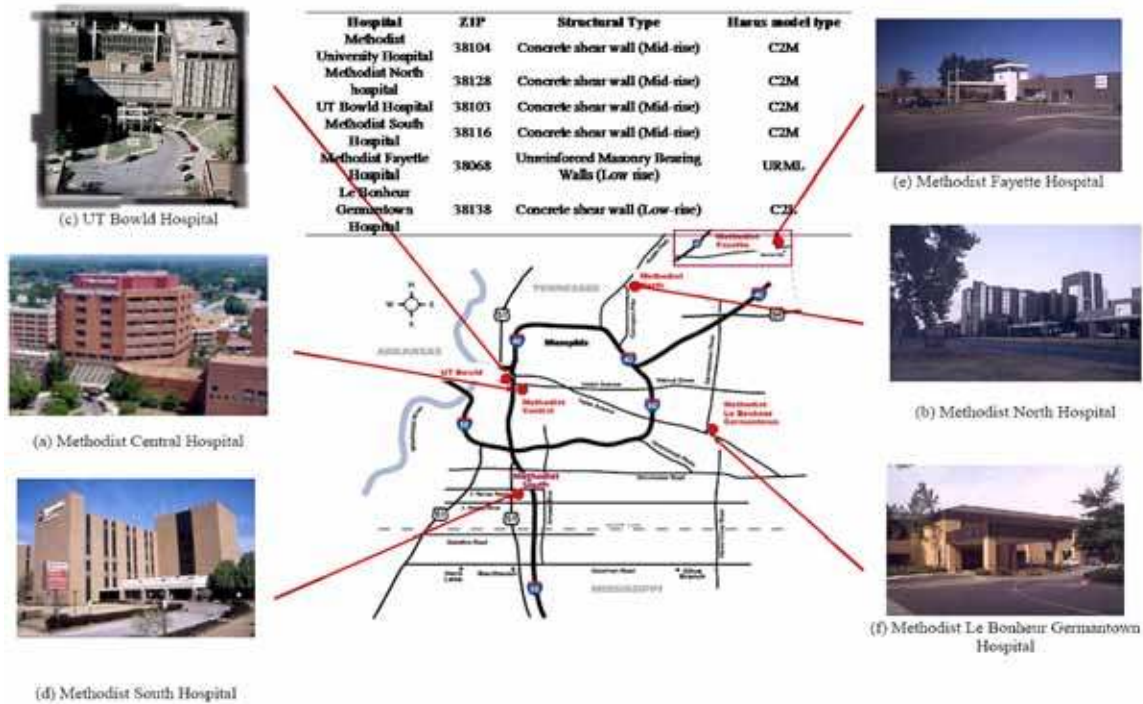 Hospital ZIP Structural Type Hazus model type
Methodist
University Hospital 38104 Concrete shear wall (Mid-rise) C2M
Methodist North
hospital 38128 Concrete shear wall (Mid-rise) C2M
UT Bowld Hospital 38103 Concrete shear wall (Mid-rise) C2M
Methodist South
Hospital 38116 Concrete shear wall (Mid-rise) C2M
Methodist Fayette
Hospital 38068 Unreinforced Masonry Bearing
Walls (Low rise) URML
Le Bonheur
Germantown
Hospital 38138 Concrete shear wall (Low-rise) C2L
(c) UT Bowld Hospital
(e) Methodist Fayette Hospital
(a) Methodist Central Hospital
(b) Methodist North Hospital
(d) Methodist South Hospital
(f) Methodist Le Bonheur Germantown
Hospital
Methodist
Fayette
Methodist
North
TENNESSEE
N
W E
S
ARKANSAS
Memphis
UT Bowld
Methodist
Central
Methodist
Le Bonheur
Germantown
Methodist
South
MISSISSIPPI